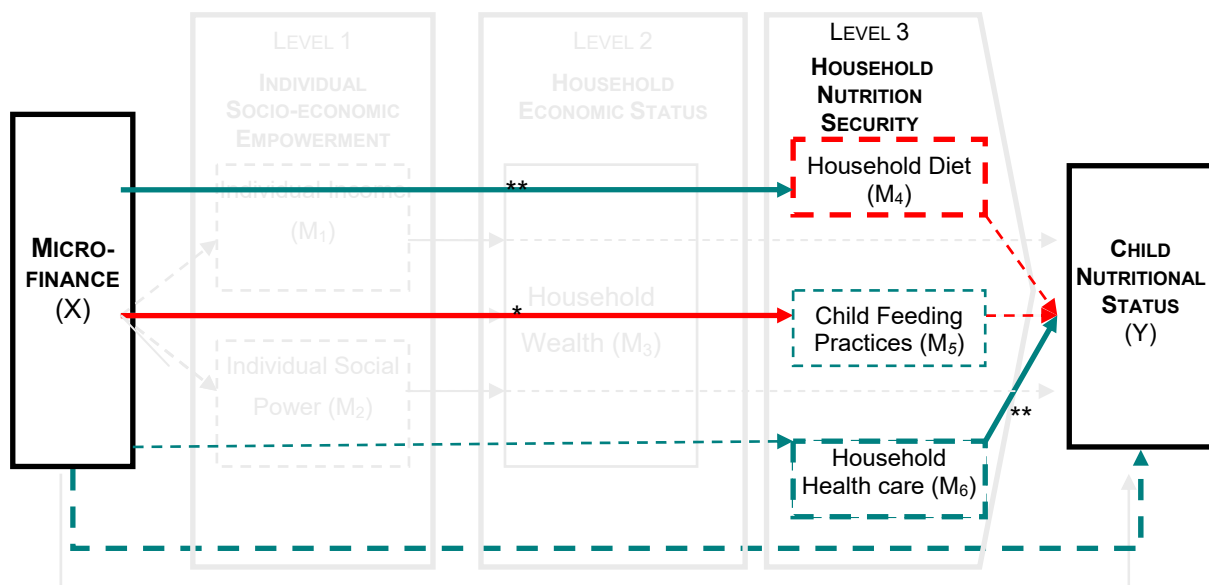 LEVEL 1
INDIVIDUAL
SOCIO-ECONOMIC
EMPOWERMENT
LEVEL 2
HOUSEHOLD
ECONOMIC STATUS
LEVEL 3
HOUSEHOLD
NUTRITION
SECURITY
MICRO-
FINANCE
(X)
Individual Income
(M₁)
Individual Social
Power (M₂)
Household
Wealth (M₃)
**
*
Household Diet
(M₄)
Child Feeding
Practices (M₅)
Household
Health care (M₆)
**
CHILD
NUTRITIONAL
STATUS
(Y)